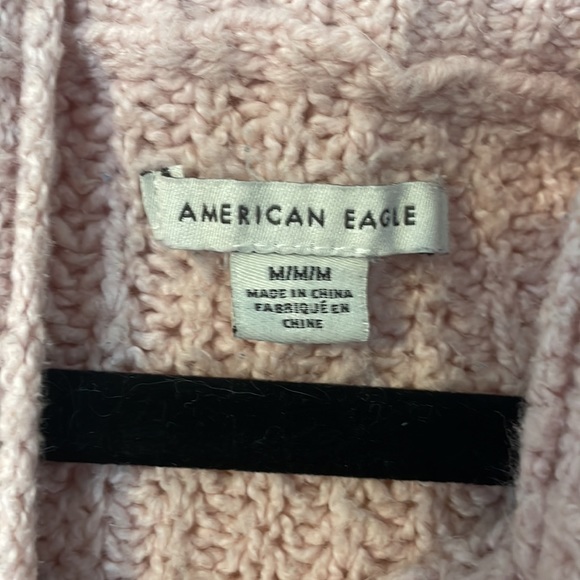 AMERICAN EAGLE
M/M/M
MADE IN CHINA
FABRIQUÉ EN
CHINE